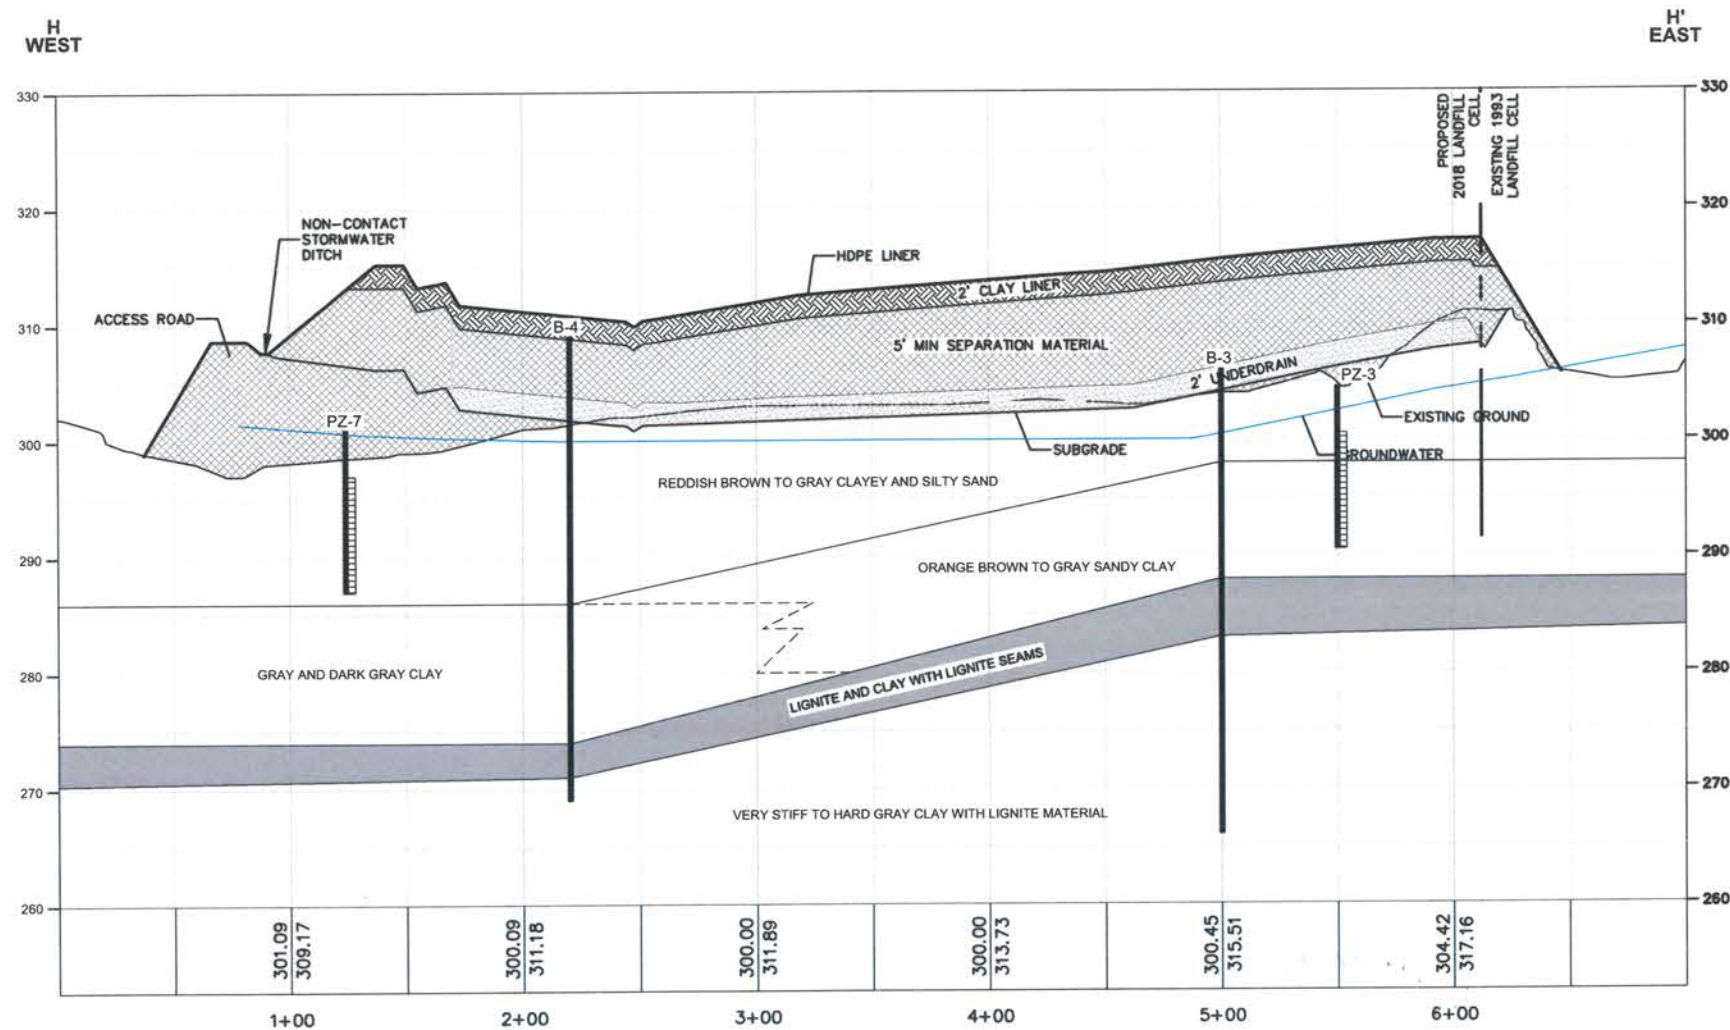 H
WEST
H'
EAST
330
320
310
300
290
280
270
260
330
320
310
300
290
280
270
260
PROPOSED
2018 LANDFILL
CELL
EXISTING 1993
LANDFILL CELL
NON-CONTACT
STORMWATER
DITCH
ACCESS ROAD
HDPE LINER
2' CLAY LINER
B-4
5' MIN SEPARATION MATERIAL
B-3
2' UNDERDRAIN
PZ-3
PZ-7
EXISTING GROUND
SUBGRADE
GROUNDWATER
REDDISH BROWN TO GRAY CLAYEY AND SILTY SAND
ORANGE BROWN TO GRAY SANDY CLAY
GRAY AND DARK GRAY CLAY
LIGNITE AND CLAY WITH LIGNITE SEAMS
VERY STIFF TO HARD GRAY CLAY WITH LIGNITE MATERIAL
301.09
309.17
300.09
311.18
300.00
311.89
300.00
313.73
300.45
315.51
304.42
317.16
1+00
2+00
3+00
4+00
5+00
6+00